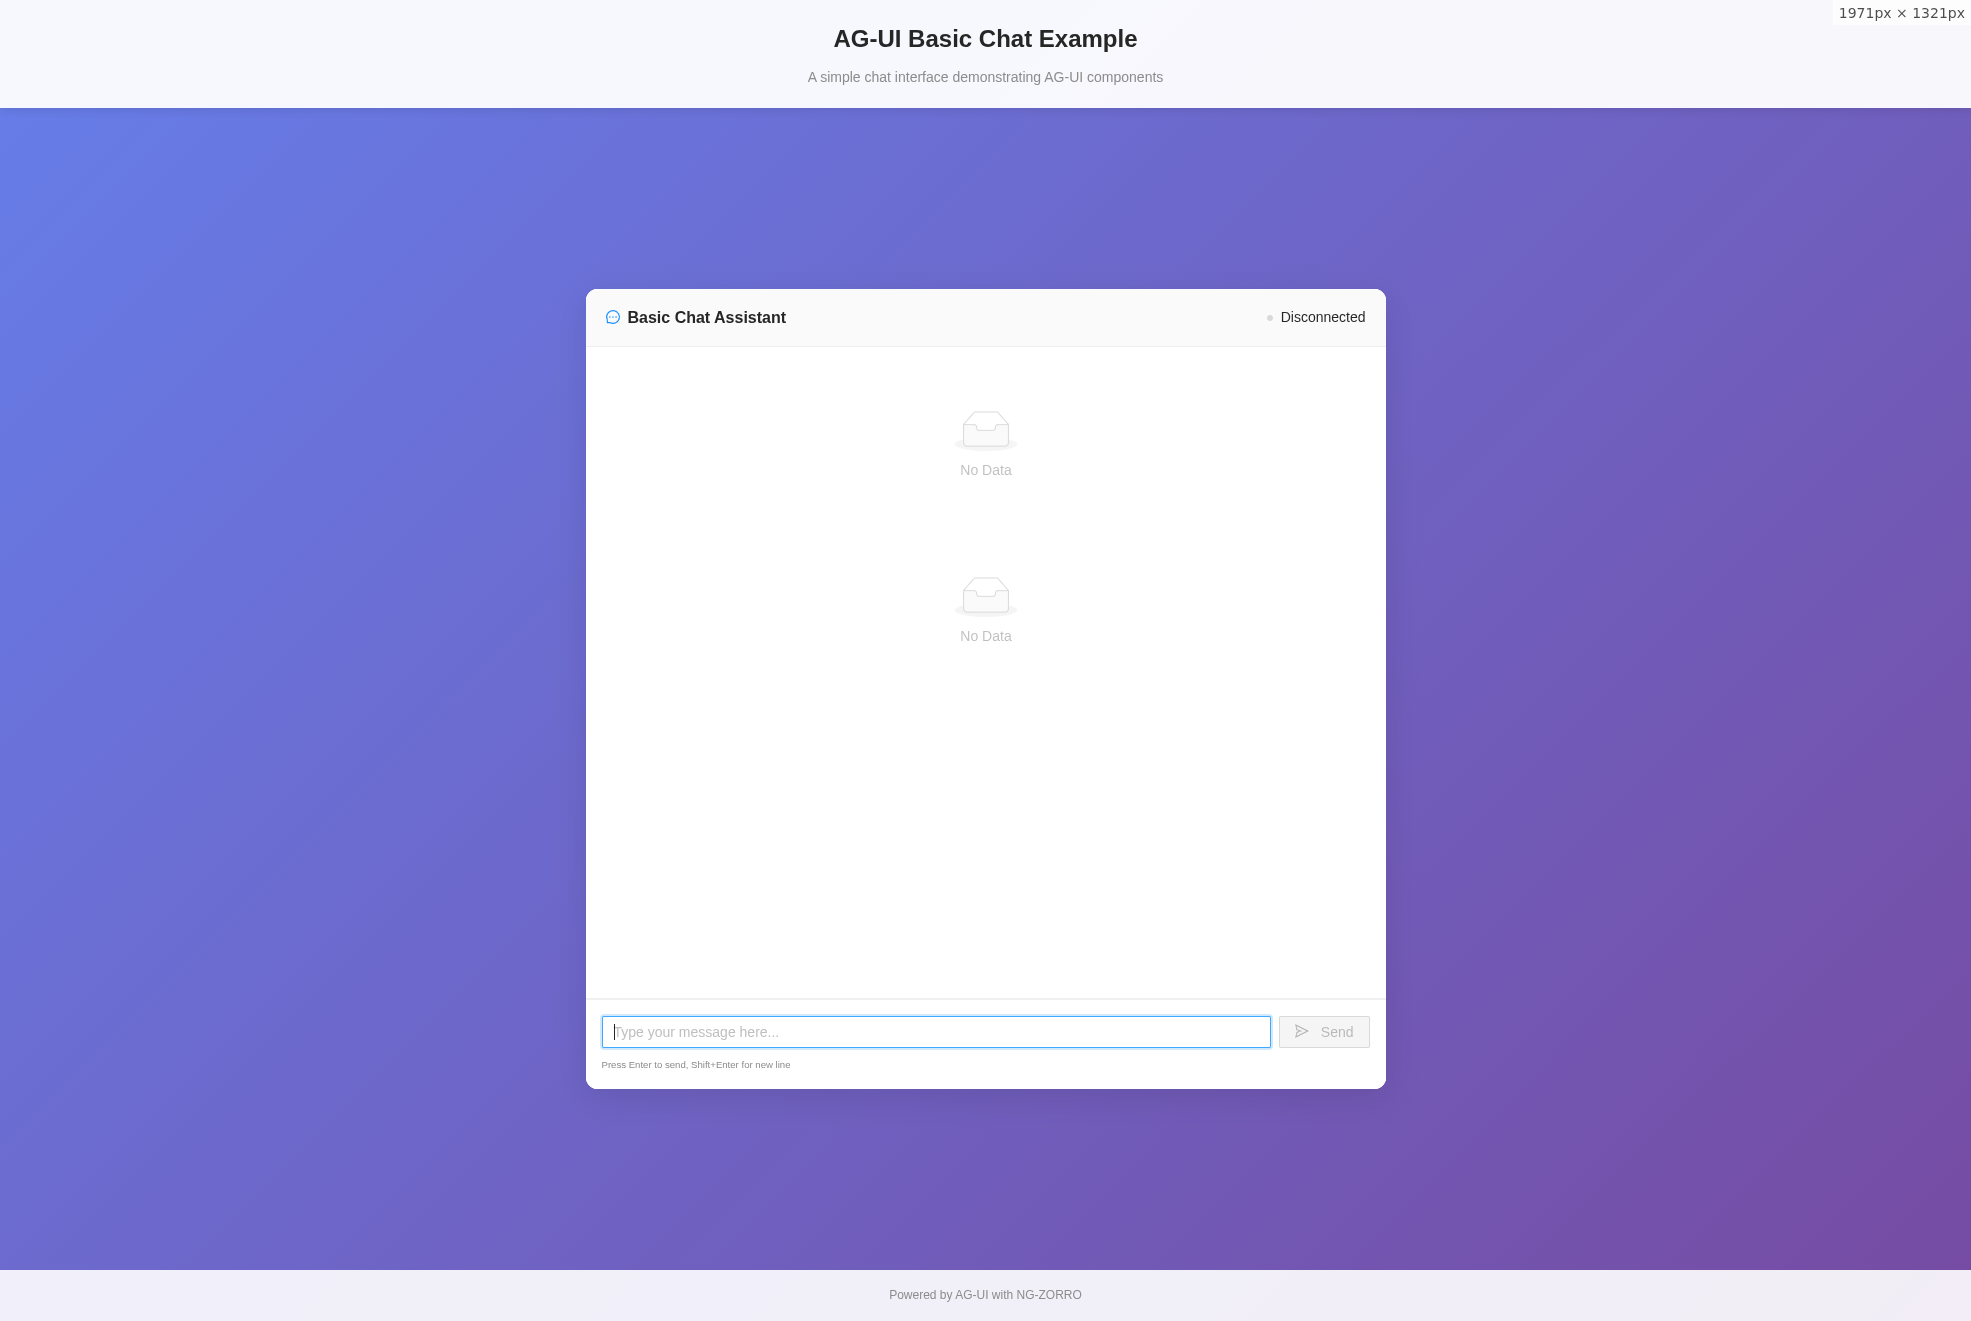 1971px × 1321px
AG-UI Basic Chat Example
A simple chat interface demonstrating AG-UI components
Basic Chat Assistant
Disconnected
No Data
No Data
Type your message here...
Send
Press Enter to send, Shift+Enter for new line
Powered by AG-UI with NG-ZORRO